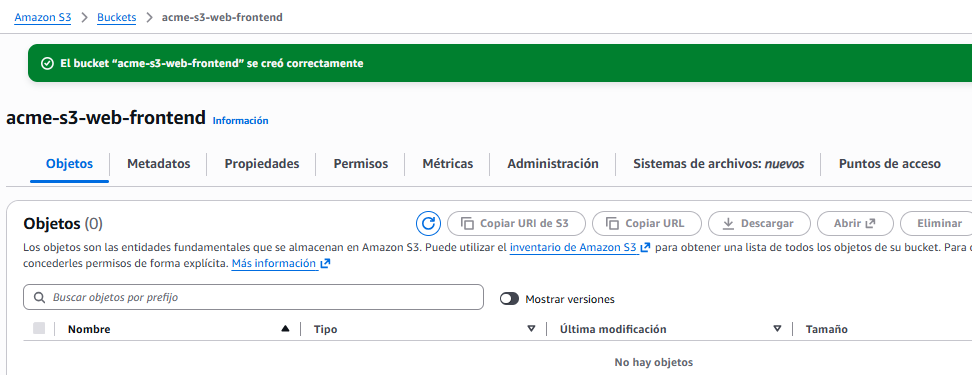 Amazon S3 > Buckets > acme-s3-web-frontend
El bucket “acme-s3-web-frontend” se creó correctamente
acme-s3-web-frontend Información
Objetos Metadatos Propiedades Permisos Métricas Administración Sistemas de archivos: nuevos Puntos de acceso
Objetos (0) Copiar URI de S3 Copiar URL Descargar Abrir Eliminar
Los objetos son las entidades fundamentales que se almacenan en Amazon S3. Puede utilizar el inventario de Amazon S3 para obtener una lista de todos los objetos de su bucket. Para
concederles permisos de forma explícita. Más información
Buscar objetos por prefijo Mostrar versiones
Nombre Tipo Última modificación Tamaño
No hay objetos